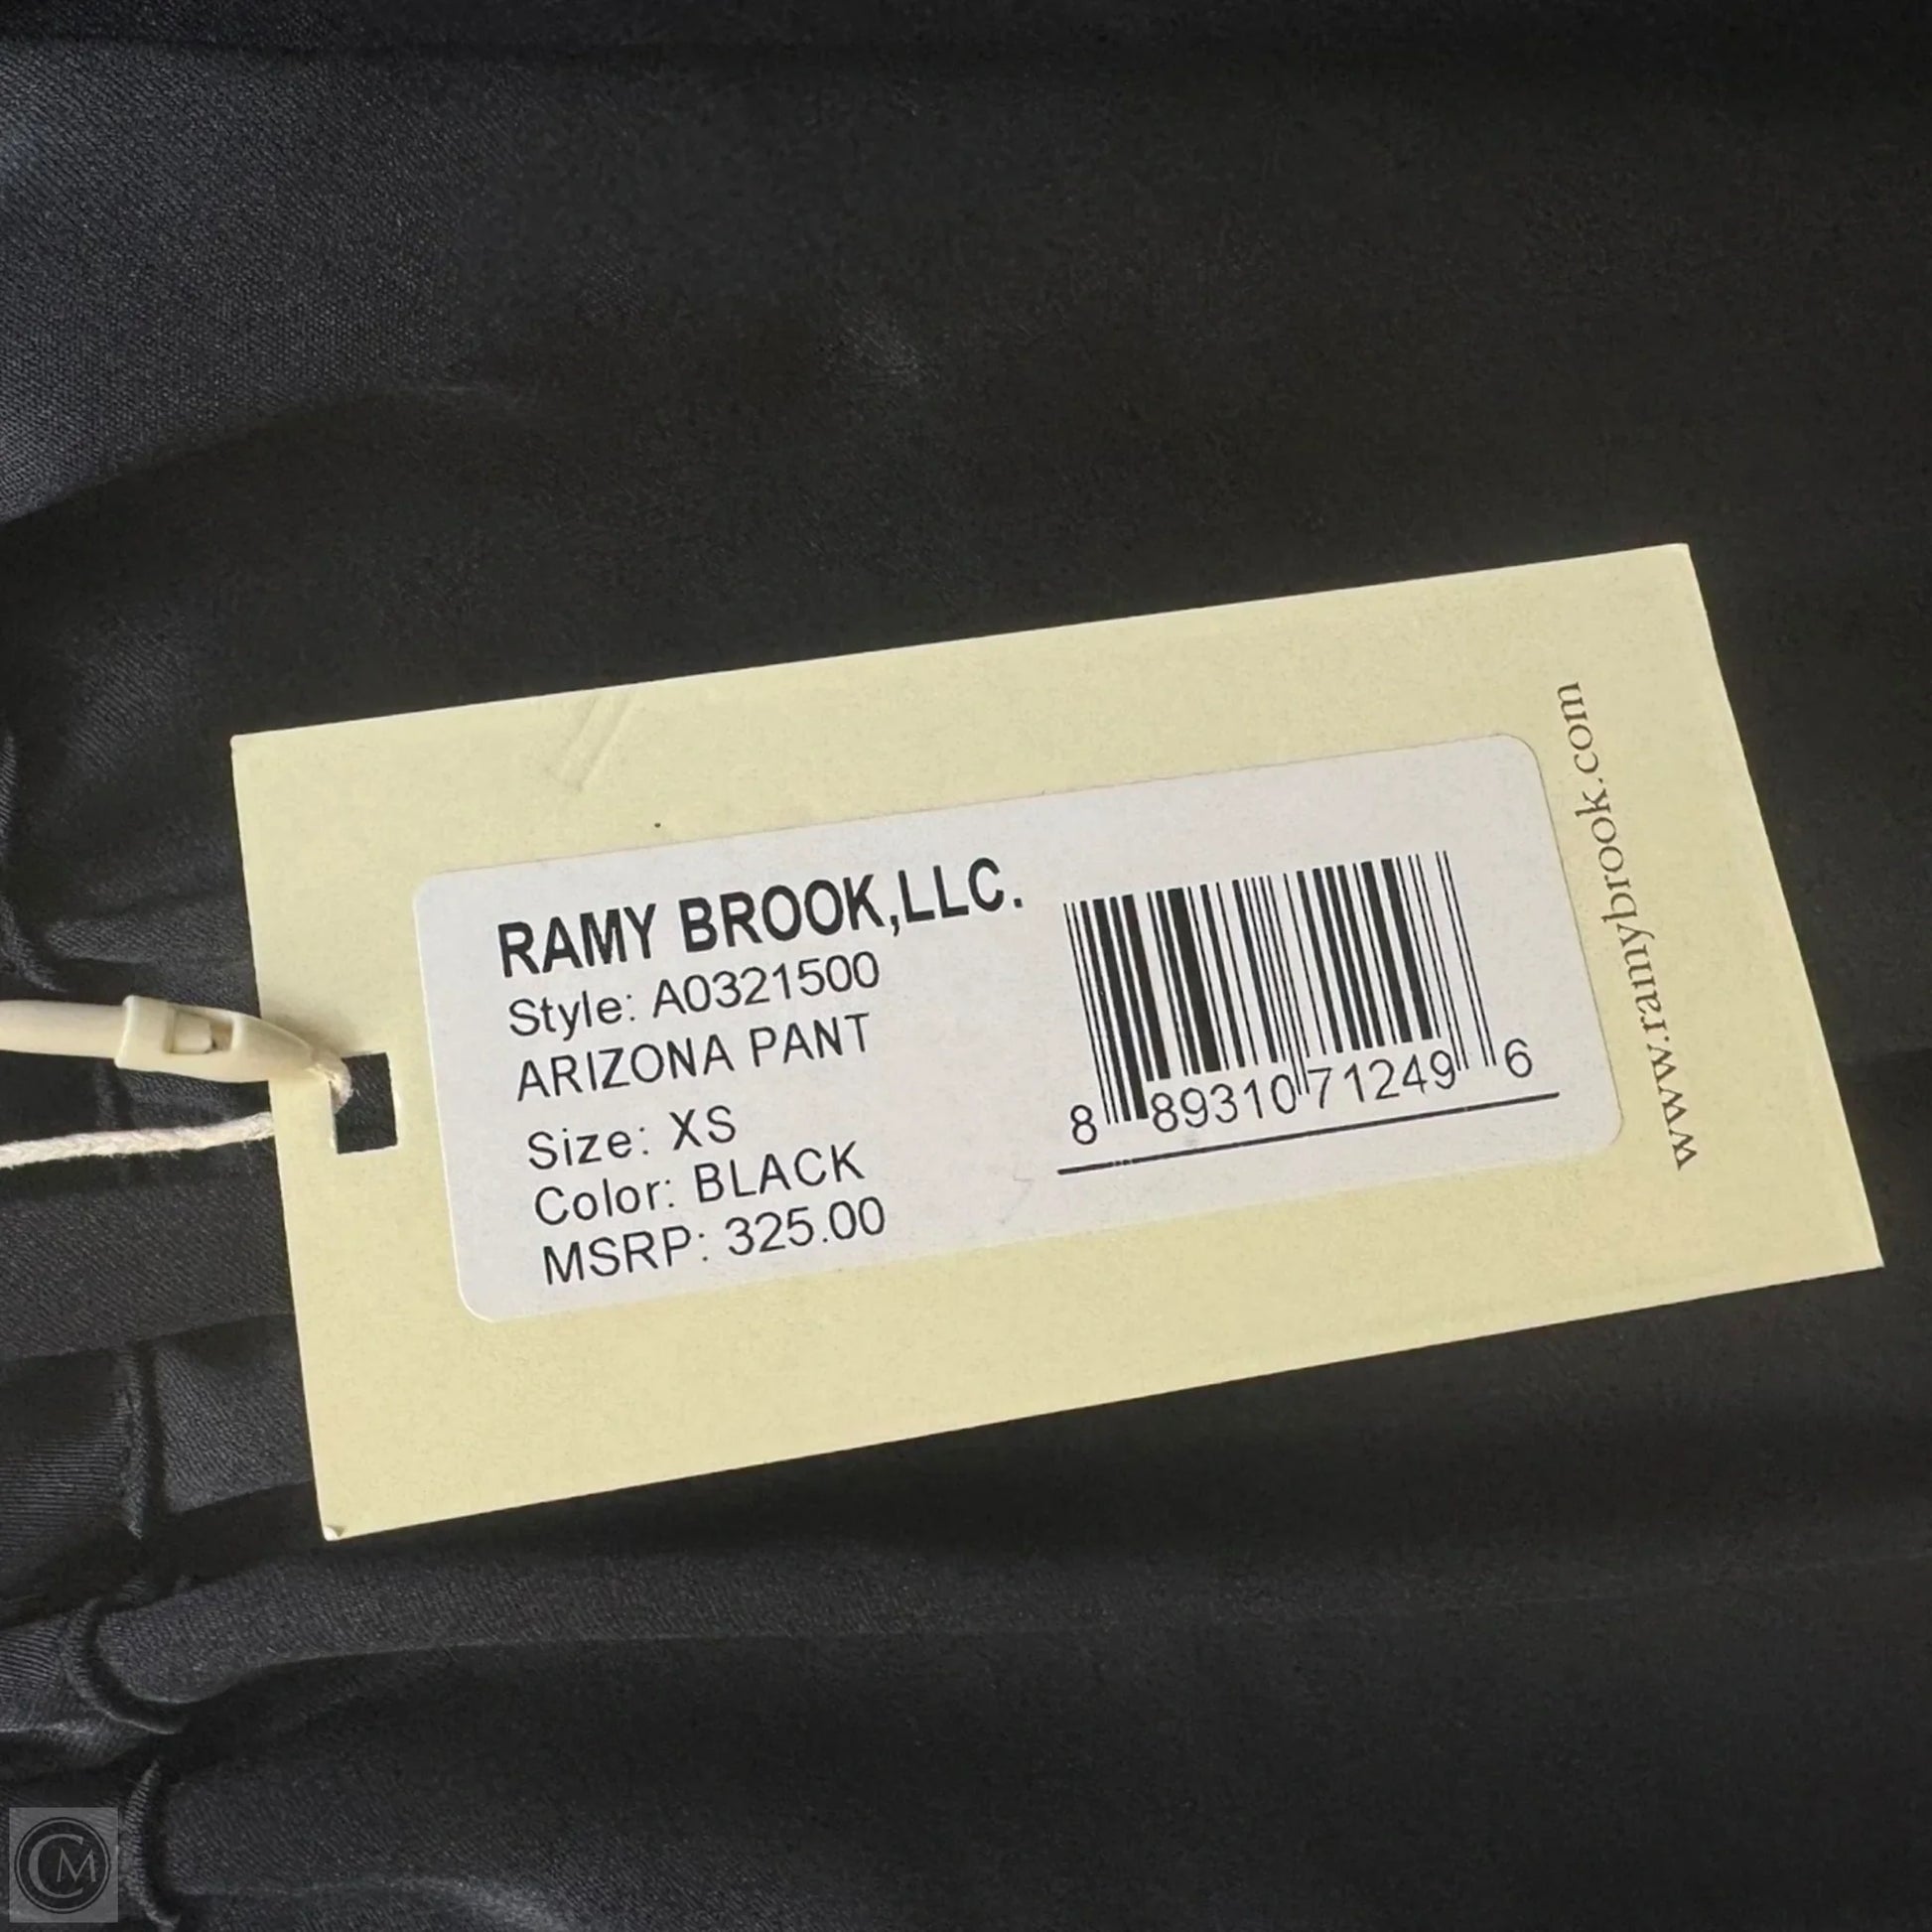 RAMY BROOK,LLC.
Style: A0321500
ARIZONA PANT
Size: XS
Color: BLACK
MSRP: 325.00
8 89310 71249 6
www.ramybrook.com
CM